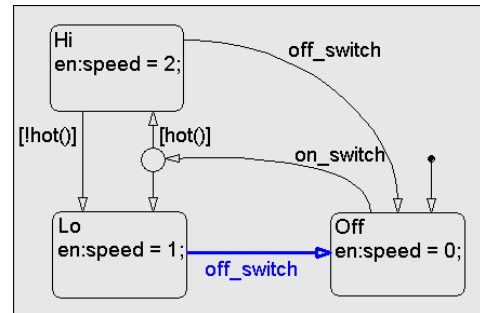 Hi
en:speed = 2;
off_switch
[!hot()]
[hot()]
on_switch
Lo
en:speed = 1;
off_switch
Off
en:speed = 0;